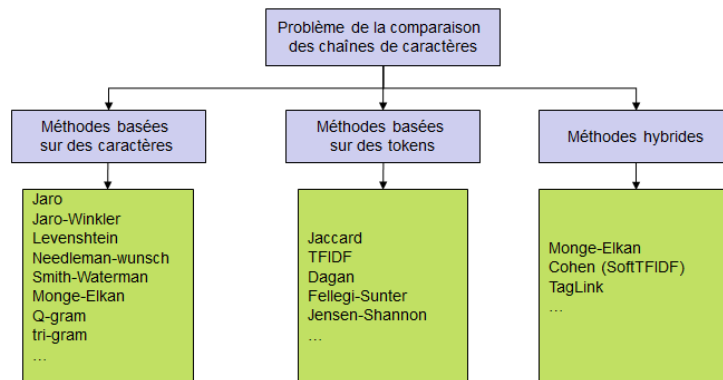 Problème de la comparaison
des chaînes de caractères
Méthodes basées
sur des caractères
Méthodes basées
sur des tokens
Méthodes hybrides
Jaro
Jaro-Winkler
Levenshtein
Needleman-wunsch
Smith-Waterman
Monge-Elkan
Q-gram
tri-gram
…
Jaccard
TFIDF
Dagan
Fellegi-Sunter
Jensen-Shannon
…
Monge-Elkan
Cohen (SoftTFIDF)
TagLink
…